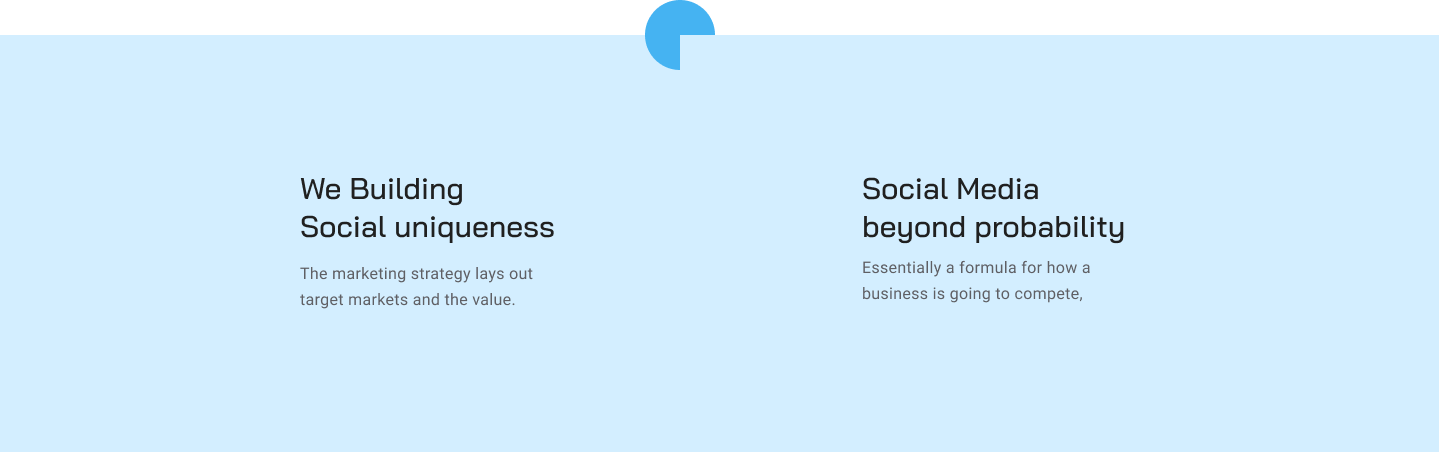 We Building
Social uniqueness
The marketing strategy lays out
target markets and the value.
Social Media
beyond probability
Essentially a formula for how a
business is going to compete,